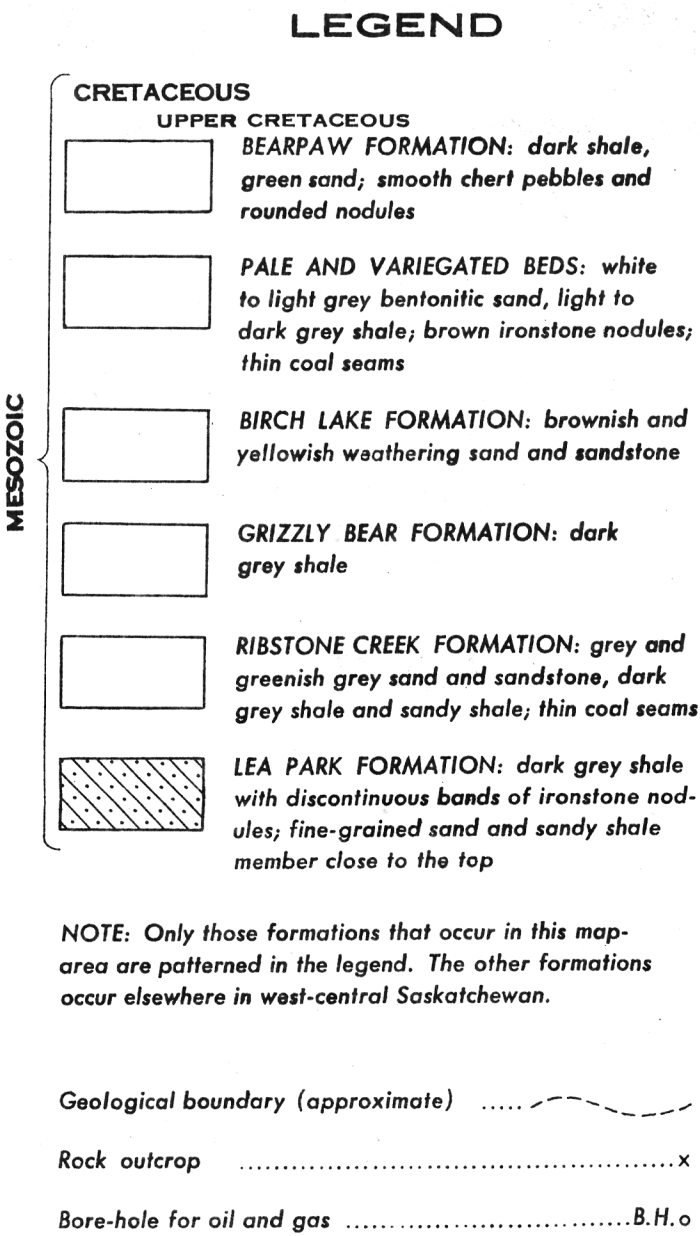 LEGEND
CRETACEOUS
UPPER CRETACEOUS
BEARPAW FORMATION: dark shale,
green sand; smooth chert pebbles and
rounded nodules
PALE AND VARIEGATED BEDS: white
to light grey bentonitic sand, light to
dark grey shale; brown ironstone nodules;
thin coal seams
MESOZOIC
BIRCH LAKE FORMATION: brownish and
yellowish weathering sand and sandstone
GRIZZLY BEAR FORMATION: dark
grey shale
RIBSTONE CREEK FORMATION: grey and
greenish grey sand and sandstone, dark
grey shale and sandy shale; thin coal seams
LEA PARK FORMATION: dark grey shale
with discontinuous bands of ironstone nod-
ules; fine-grained sand and sandy shale
member close to the top
NOTE: Only those formations that occur in this map-
area are patterned in the legend. The other formations
occur elsewhere in west-central Saskatchewan.
Geological boundary (approximate) .....
Rock outcrop ................................................x
Bore-hole for oil and gas ...............................B.H.o